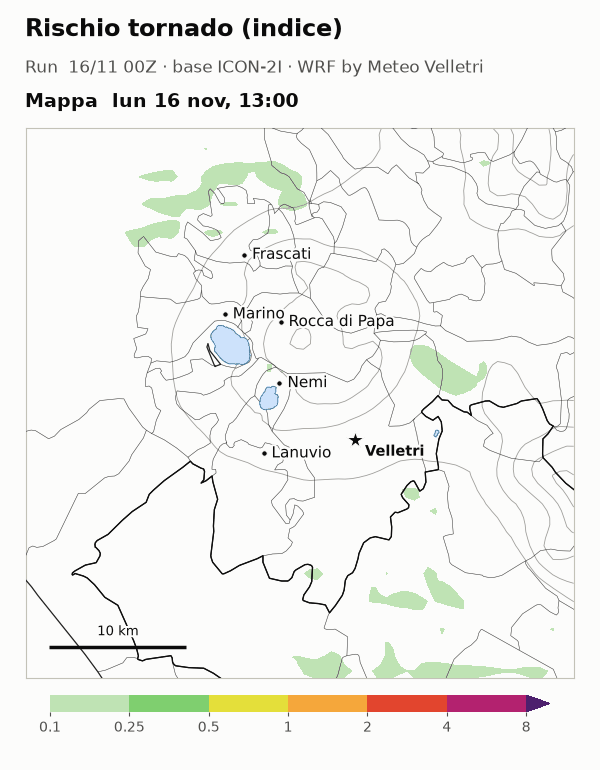 Rischio tornado (indice)
Run  16/11 00Z · base ICON-2I · WRF by Meteo Velletri
Mappa  lun 16 nov, 13:00
Frascati
Marino
Rocca di Papa
Nemi
Velletri
Lanuvio
10 km
0.1 0.25 0.5 1 2 4 8